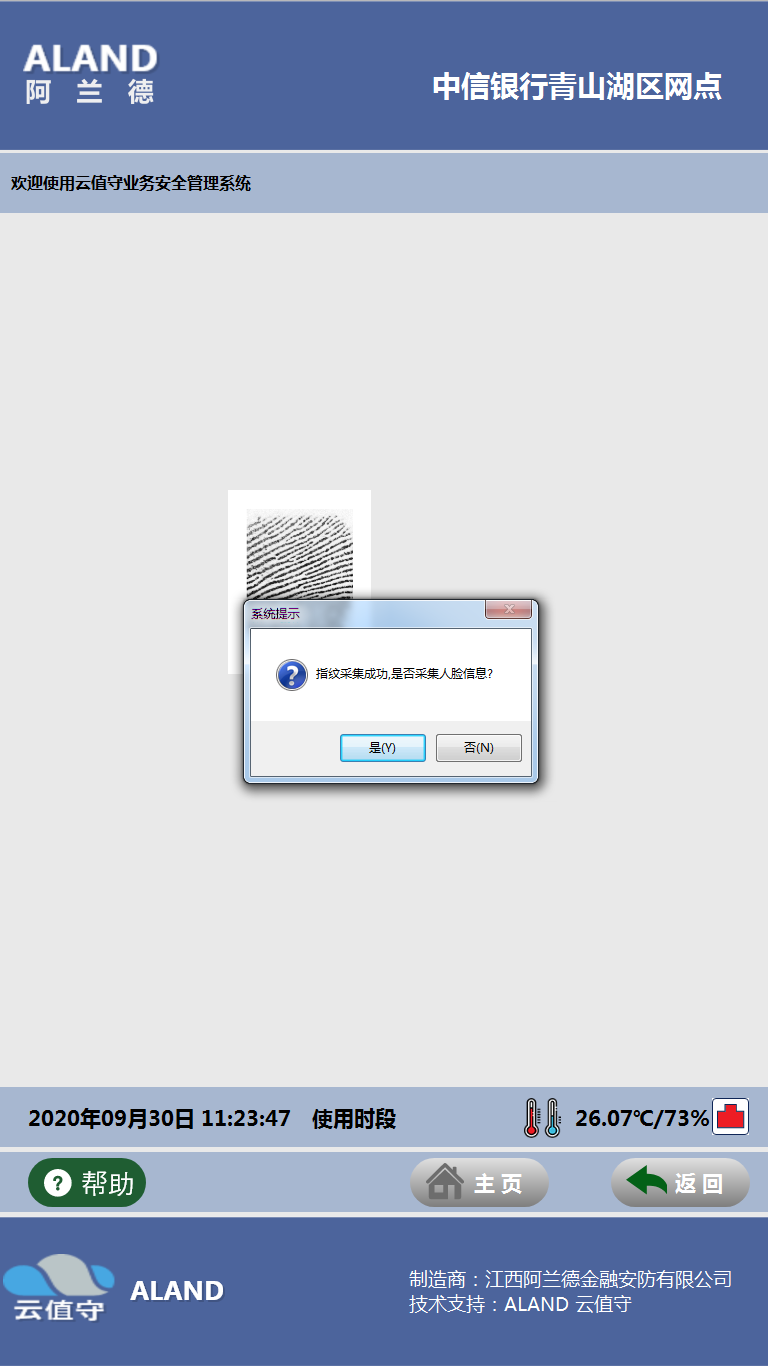 ALAND
阿兰德
中信银行青山湖区网点
欢迎使用云值守业务安全管理系统
系统提示
指纹采集成功,是否采集人脸信息?
是(Y)
否(N)
2020年09月30日 11:23:47 使用时段
26.07℃/73%
帮助
主页
返回
云值守
ALAND
制造商：江西阿兰德金融安防有限公司
技术支持：ALAND 云值守